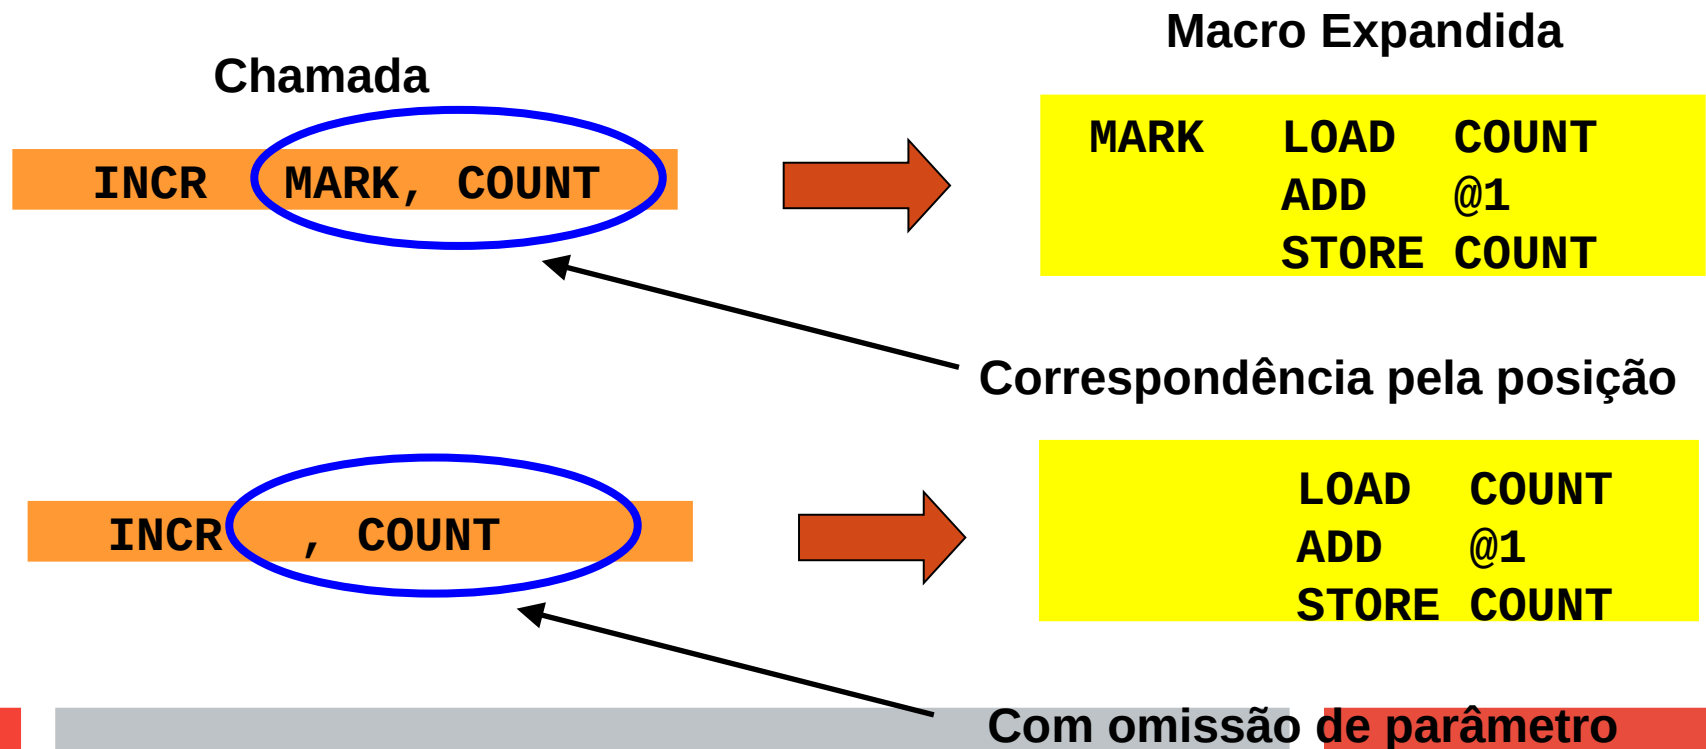 Macro Expandida
Chamada
INCR MARK, COUNT
MARK LOAD COUNT
ADD @1
STORE COUNT
Correspondência pela posição
INCR , COUNT
LOAD COUNT
ADD @1
STORE COUNT
Com omissão de parâmetro